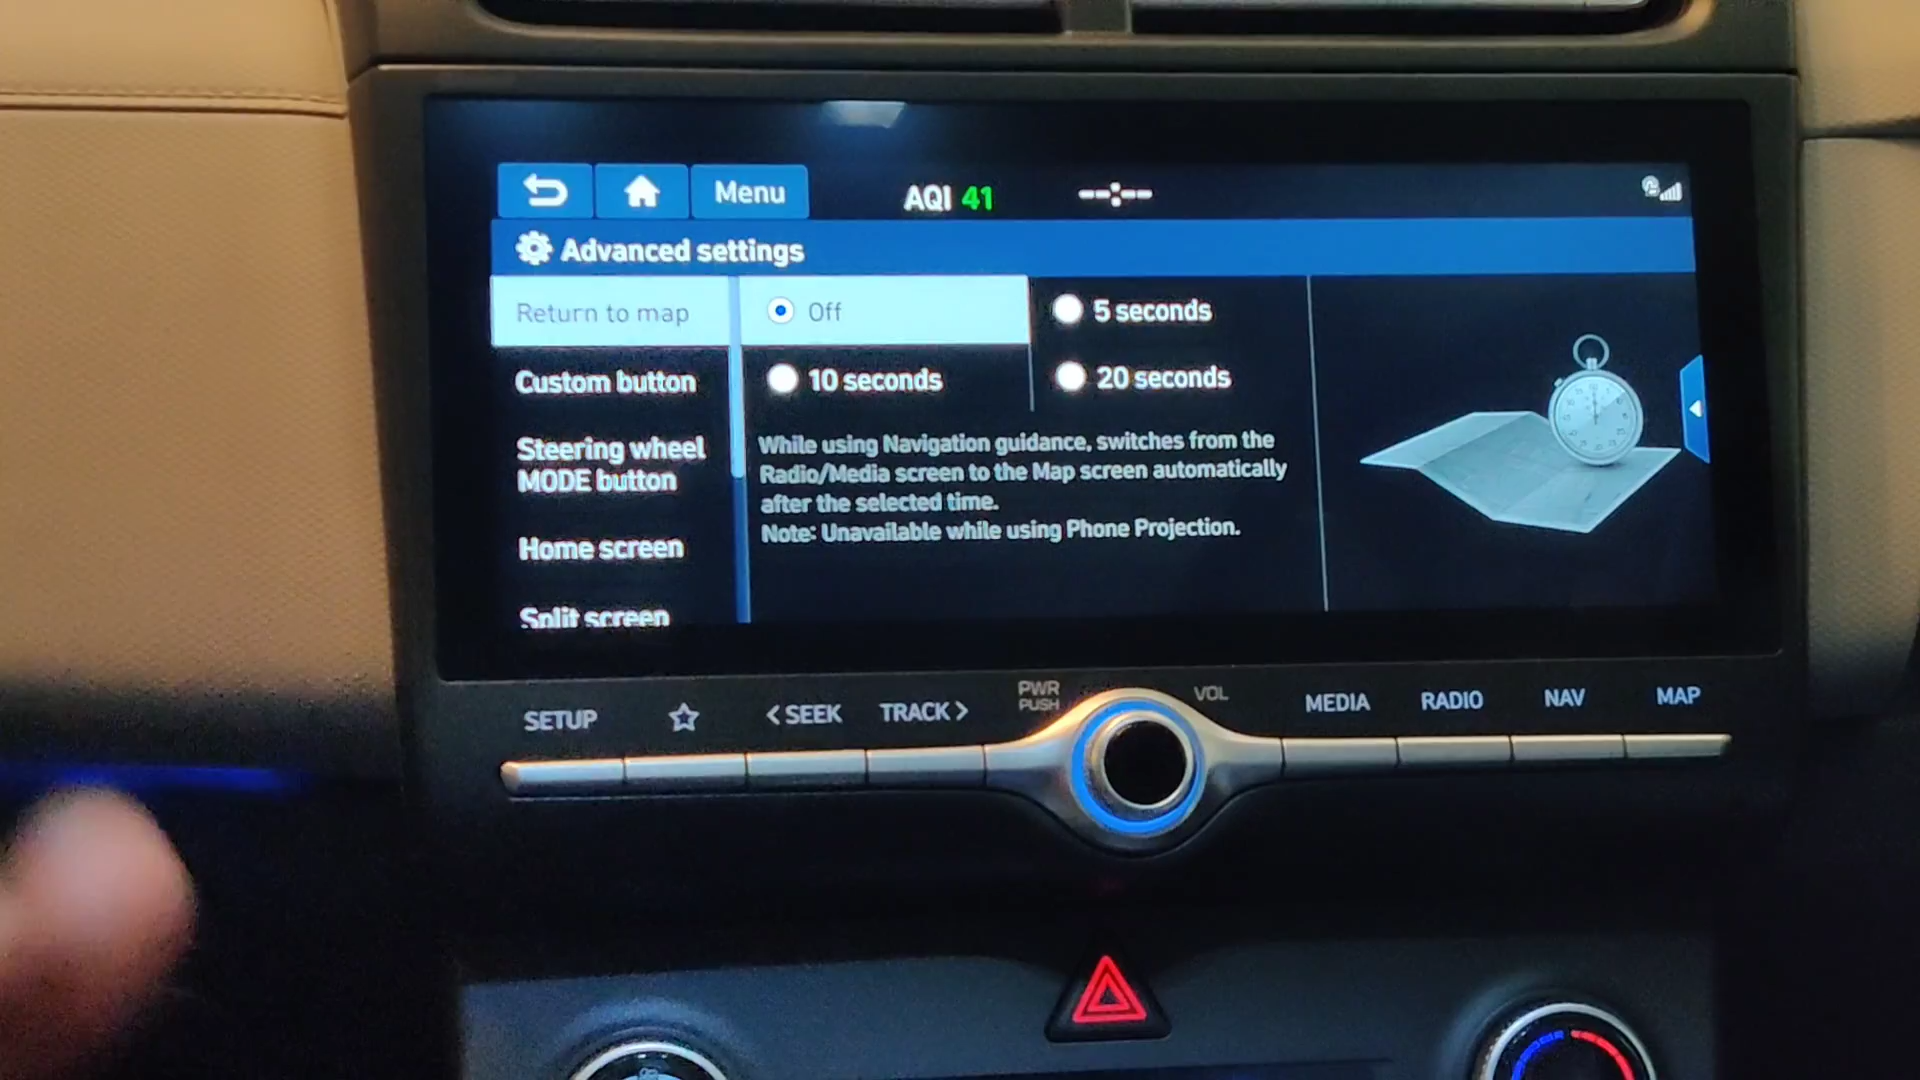 Menu
AQI 41
--:--
Advanced settings
Return to map
Off
5 seconds
Custom button
10 seconds
20 seconds
Steering wheel
MODE button
While using Navigation guidance, switches from the
Radio/Media screen to the Map screen automatically
after the selected time.
Note: Unavailable while using Phone Projection.
Home screen
Split screen
SETUP
< SEEK
TRACK >
PWR
PUSH
VOL
MEDIA
RADIO
NAV
MAP